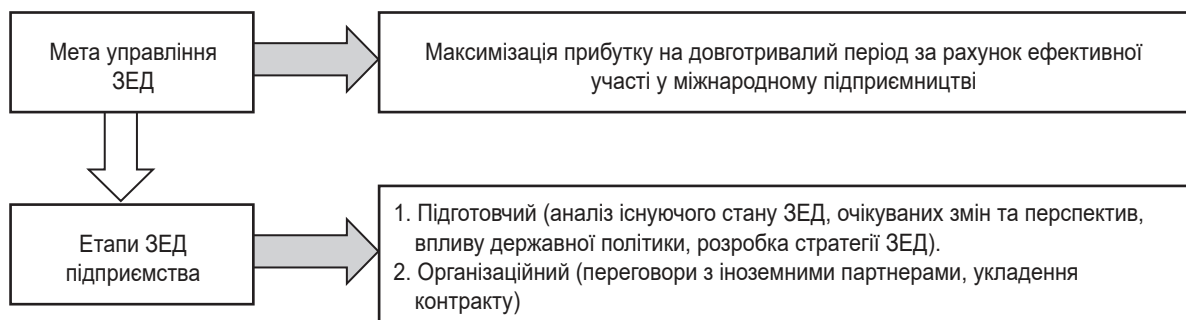 Мета управління
ЗЕД
Максимізація прибутку на довготривалий період за рахунок ефективної
участі у міжнародному підприємництві
Етапи ЗЕД
підприємства
1. Підготовчий (аналіз існуючого стану ЗЕД, очікуваних змін та перспектив,
впливу державної політики, розробка стратегії ЗЕД).
2. Організаційний (переговори з іноземними партнерами, укладення
контракту)